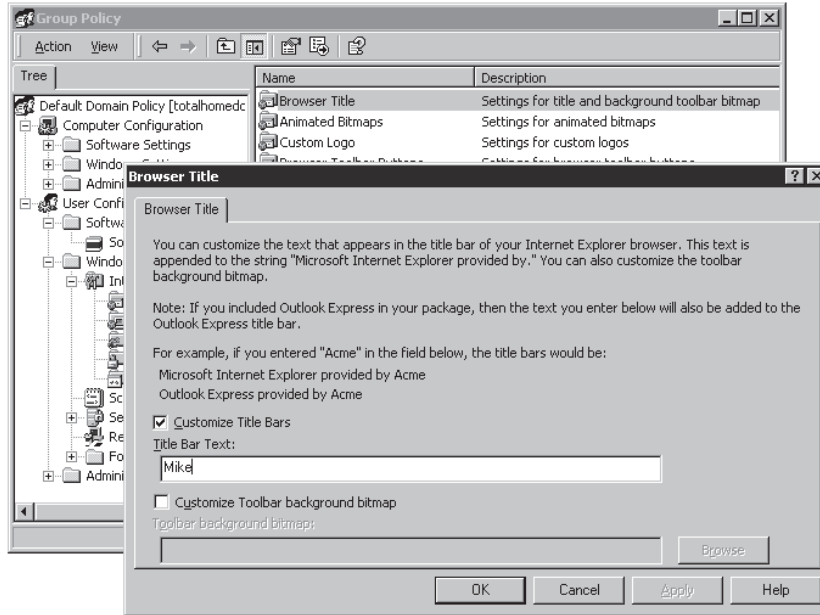 Group Policy
Action View
Tree
Name Description
Default Domain Policy [totalhomedc
Browser Title Settings for title and background toolbar bitmap
Computer Configuration
Animated Bitmaps Settings for animated bitmaps
Software Settings
Custom Logo Settings for custom logos
Browser Toolbar Buttons Settings for browser toolbar buttons
Admini
User Confi
Softwa
So
Windo
Int
Sc
Se
Re
Fo
Admini
Browser Title
Browser Title
You can customize the text that appears in the title bar of your Internet Explorer browser. This text is
appended to the string "Microsoft Internet Explorer provided by." You can also customize the toolbar
background bitmap.
Note: If you included Outlook Express in your package, then the text you enter below will also be added to the
Outlook Express title bar.
For example, if you entered "Acme" in the field below, the title bars would be:
Microsoft Internet Explorer provided by Acme
Outlook Express provided by Acme
Customize Title Bars
Title Bar Text:
Mike
Customize Toolbar background bitmap
Toolbar background bitmap:
Browse
OK Cancel Apply Help